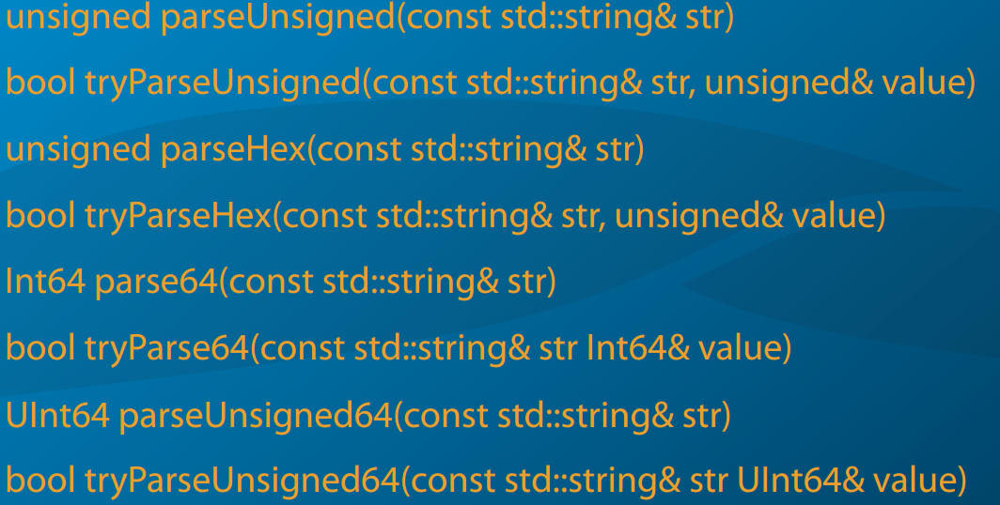 unsigned parseUnsigned(const std::string& str)
bool tryParseUnsigned(const std::string& str, unsigned& value)
unsigned parseHex(const std::string& str)
bool tryParseHex(const std::string& str, unsigned& value)
Int64 parse64(const std::string& str)
bool tryParse64(const std::string& str Int64& value)
UInt64 parseUnsigned64(const std::string& str)
bool tryParseUnsigned64(const std::string& str UInt64& value)